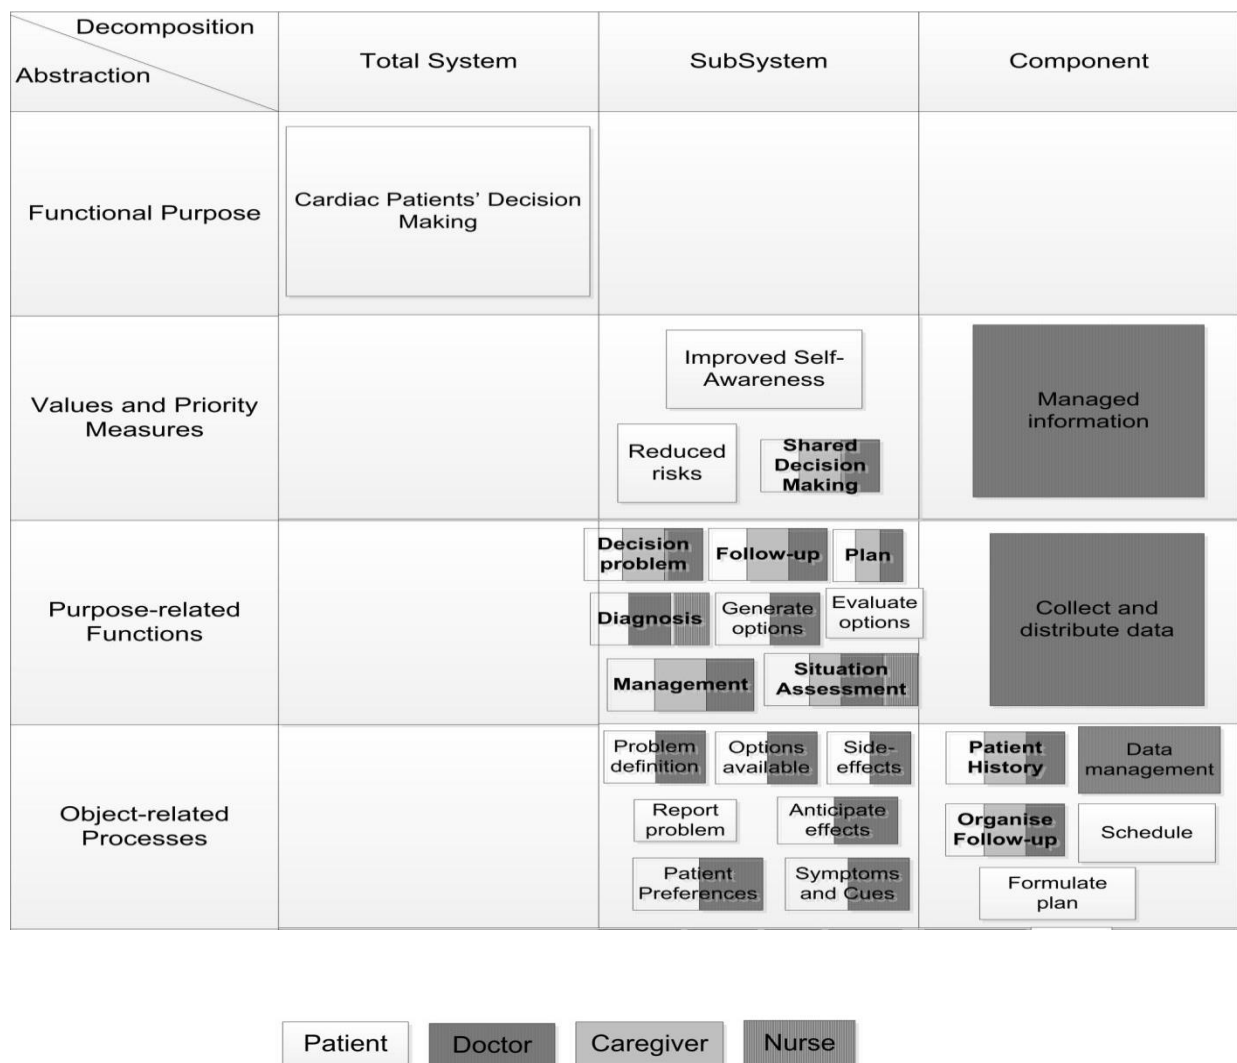 Decomposition
Abstraction
Total System
SubSystem
Component
Functional Purpose
Cardiac Patients' Decision
Making
Values and Priority
Measures
Improved Self-
Awareness
Reduced
risks
Shared
Decision
Making
Managed
information
Purpose-related
Functions
Decision
problem
Follow-up
Plan
Diagnosis
Generate
options
Evaluate
options
Management
Situation
Assessment
Collect and
distribute data
Object-related
Processes
Problem
definition
Options
available
Side-
effects
Report
problem
Anticipate
effects
Patient
Preferences
Symptoms
and Cues
Patient
History
Data
management
Organise
Follow-up
Schedule
Formulate
plan
Patient
Doctor
Caregiver
Nurse